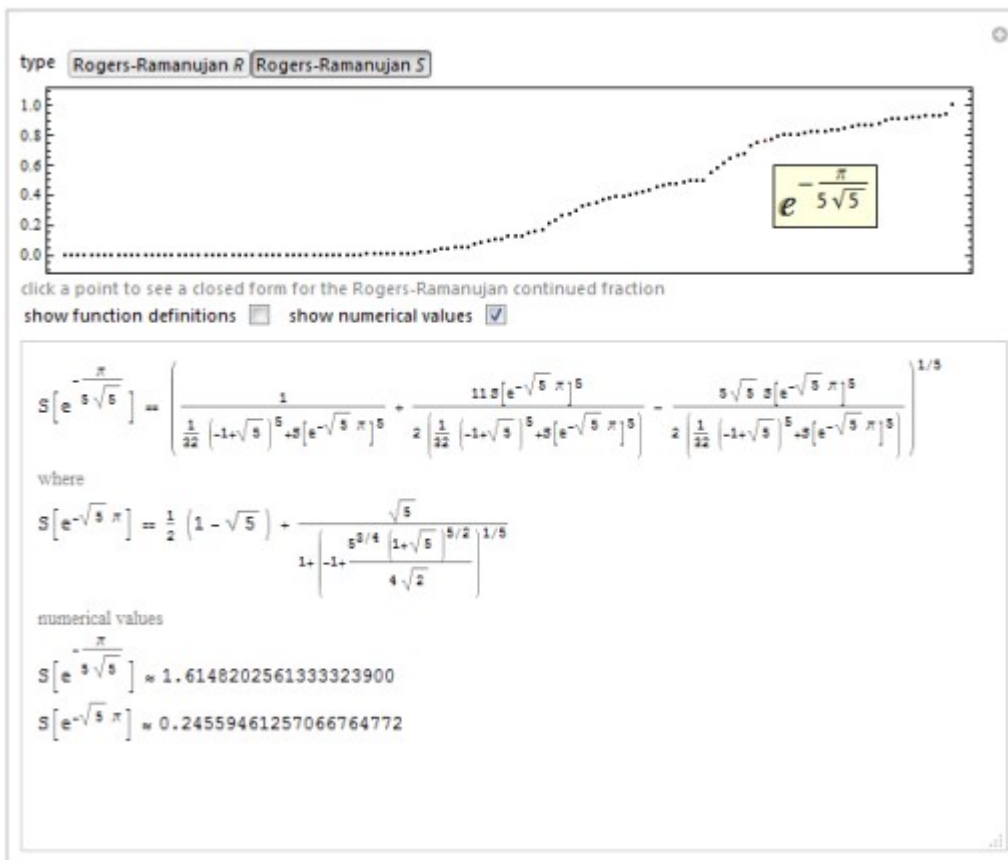 type Rogers-Ramanujan R Rogers-Ramanujan S
1.0
0.8
0.6
0.4
0.2
0.0
e^(-π/(5√5))
click a point to see a closed form for the Rogers-Ramanujan continued fraction
show function definitions show numerical values
S[e^(-π/(5√5))] == (1/(1/32 (-1+√5)^5+S[e^(-√5 π)]^5) + 11 S[e^(-√5 π)]^5/(2 (1/32 (-1+√5)^5+S[e^(-√5 π)]^5)) - 5√5 S[e^(-√5 π)]^5/(2 (1/32 (-1+√5)^5+S[e^(-√5 π)]^5)))^(1/5)
where
S[e^(-√5 π)] == 1/2 (1-√5) + √5/(1+(-1+5^(3/4) (1+√5)^(5/2)/(4√2))^(1/5))
numerical values
S[e^(-π/(5√5))] ≈ 1.6148202561333323900
S[e^(-√5 π)] ≈ 0.24559461257066764772